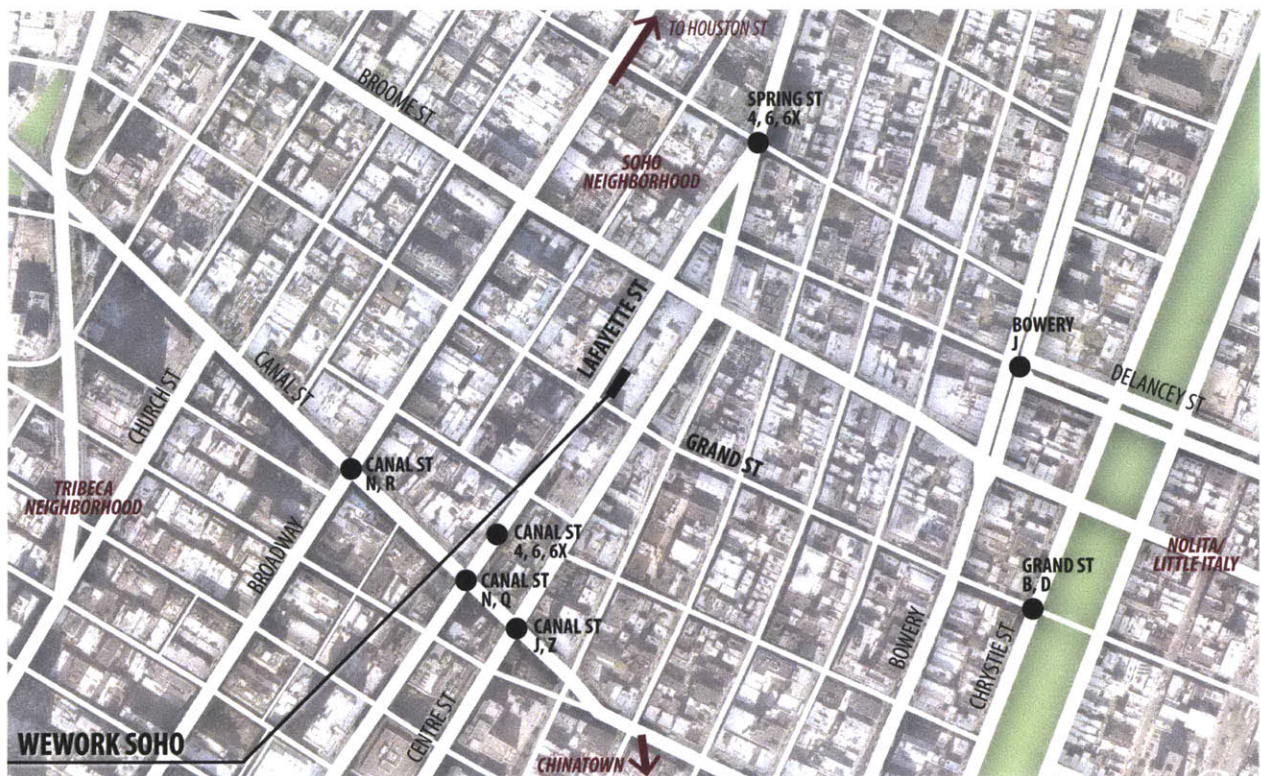 TO HOUSTON ST
BROOME ST
SPRING ST
4, 6, 6X
SOHO
NEIGHBORHOOD
LAFAYETTE ST
BOWERY
J
DELANCEY ST
CHURCH ST
CANAL ST
GRAND ST
CANAL ST
N, R
TRIBECA
NEIGHBORHOOD
BROADWAY
CANAL ST
4, 6, 6X
NOLITA/
LITTLE ITALY
GRAND ST
B, D
CANAL ST
N, Q
CANAL ST
J, Z
BOWERY
CHRYSTIE ST
CENTRE ST
WEWORK SOHO
CHINATOWN